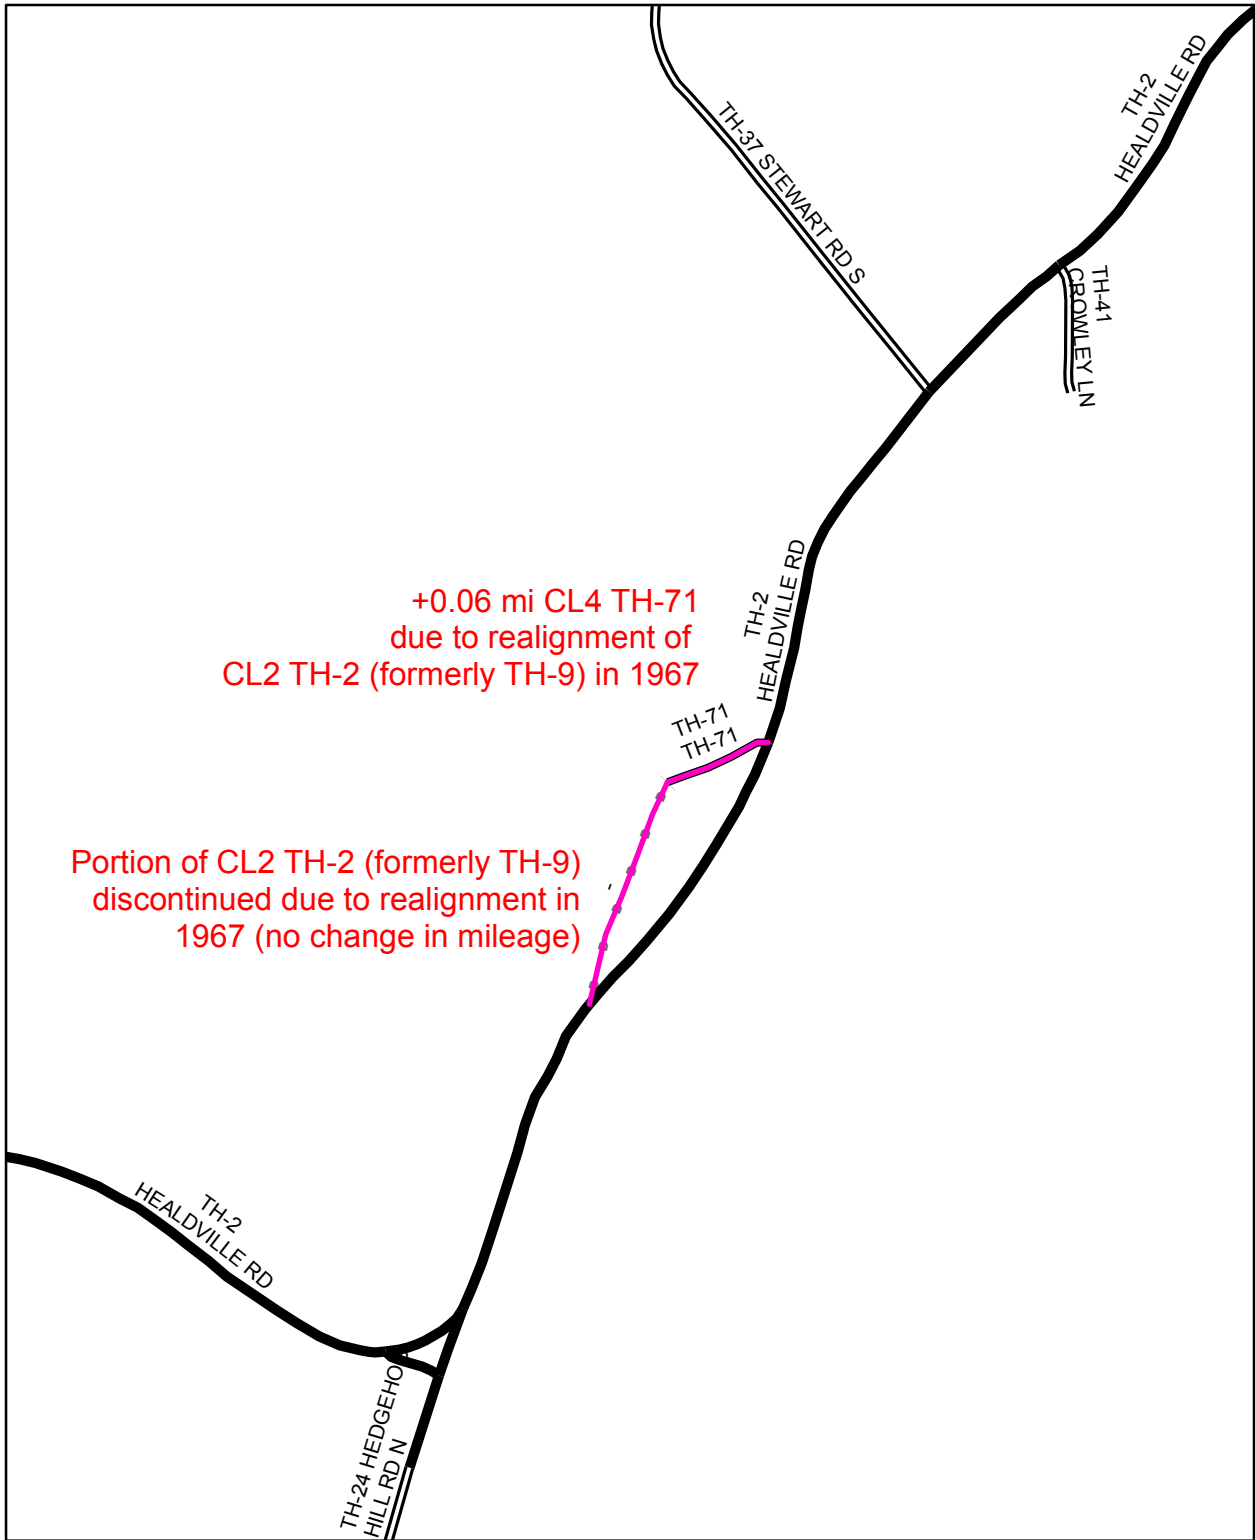 TH-2
HEALDVILLE RD
TH-37 STEWART RD S
TH-41
CROWLEY LN
TH-2
HEALDVILLE RD
+0.06 mi CL4 TH-71
due to realignment of
CL2 TH-2 (formerly TH-9) in 1967
TH-71
TH-71
Portion of CL2 TH-2 (formerly TH-9)
discontinued due to realignment in
1967 (no change in mileage)
TH-2
HEALDVILLE RD
TH-24 HEDGEHOG
HILL RD N